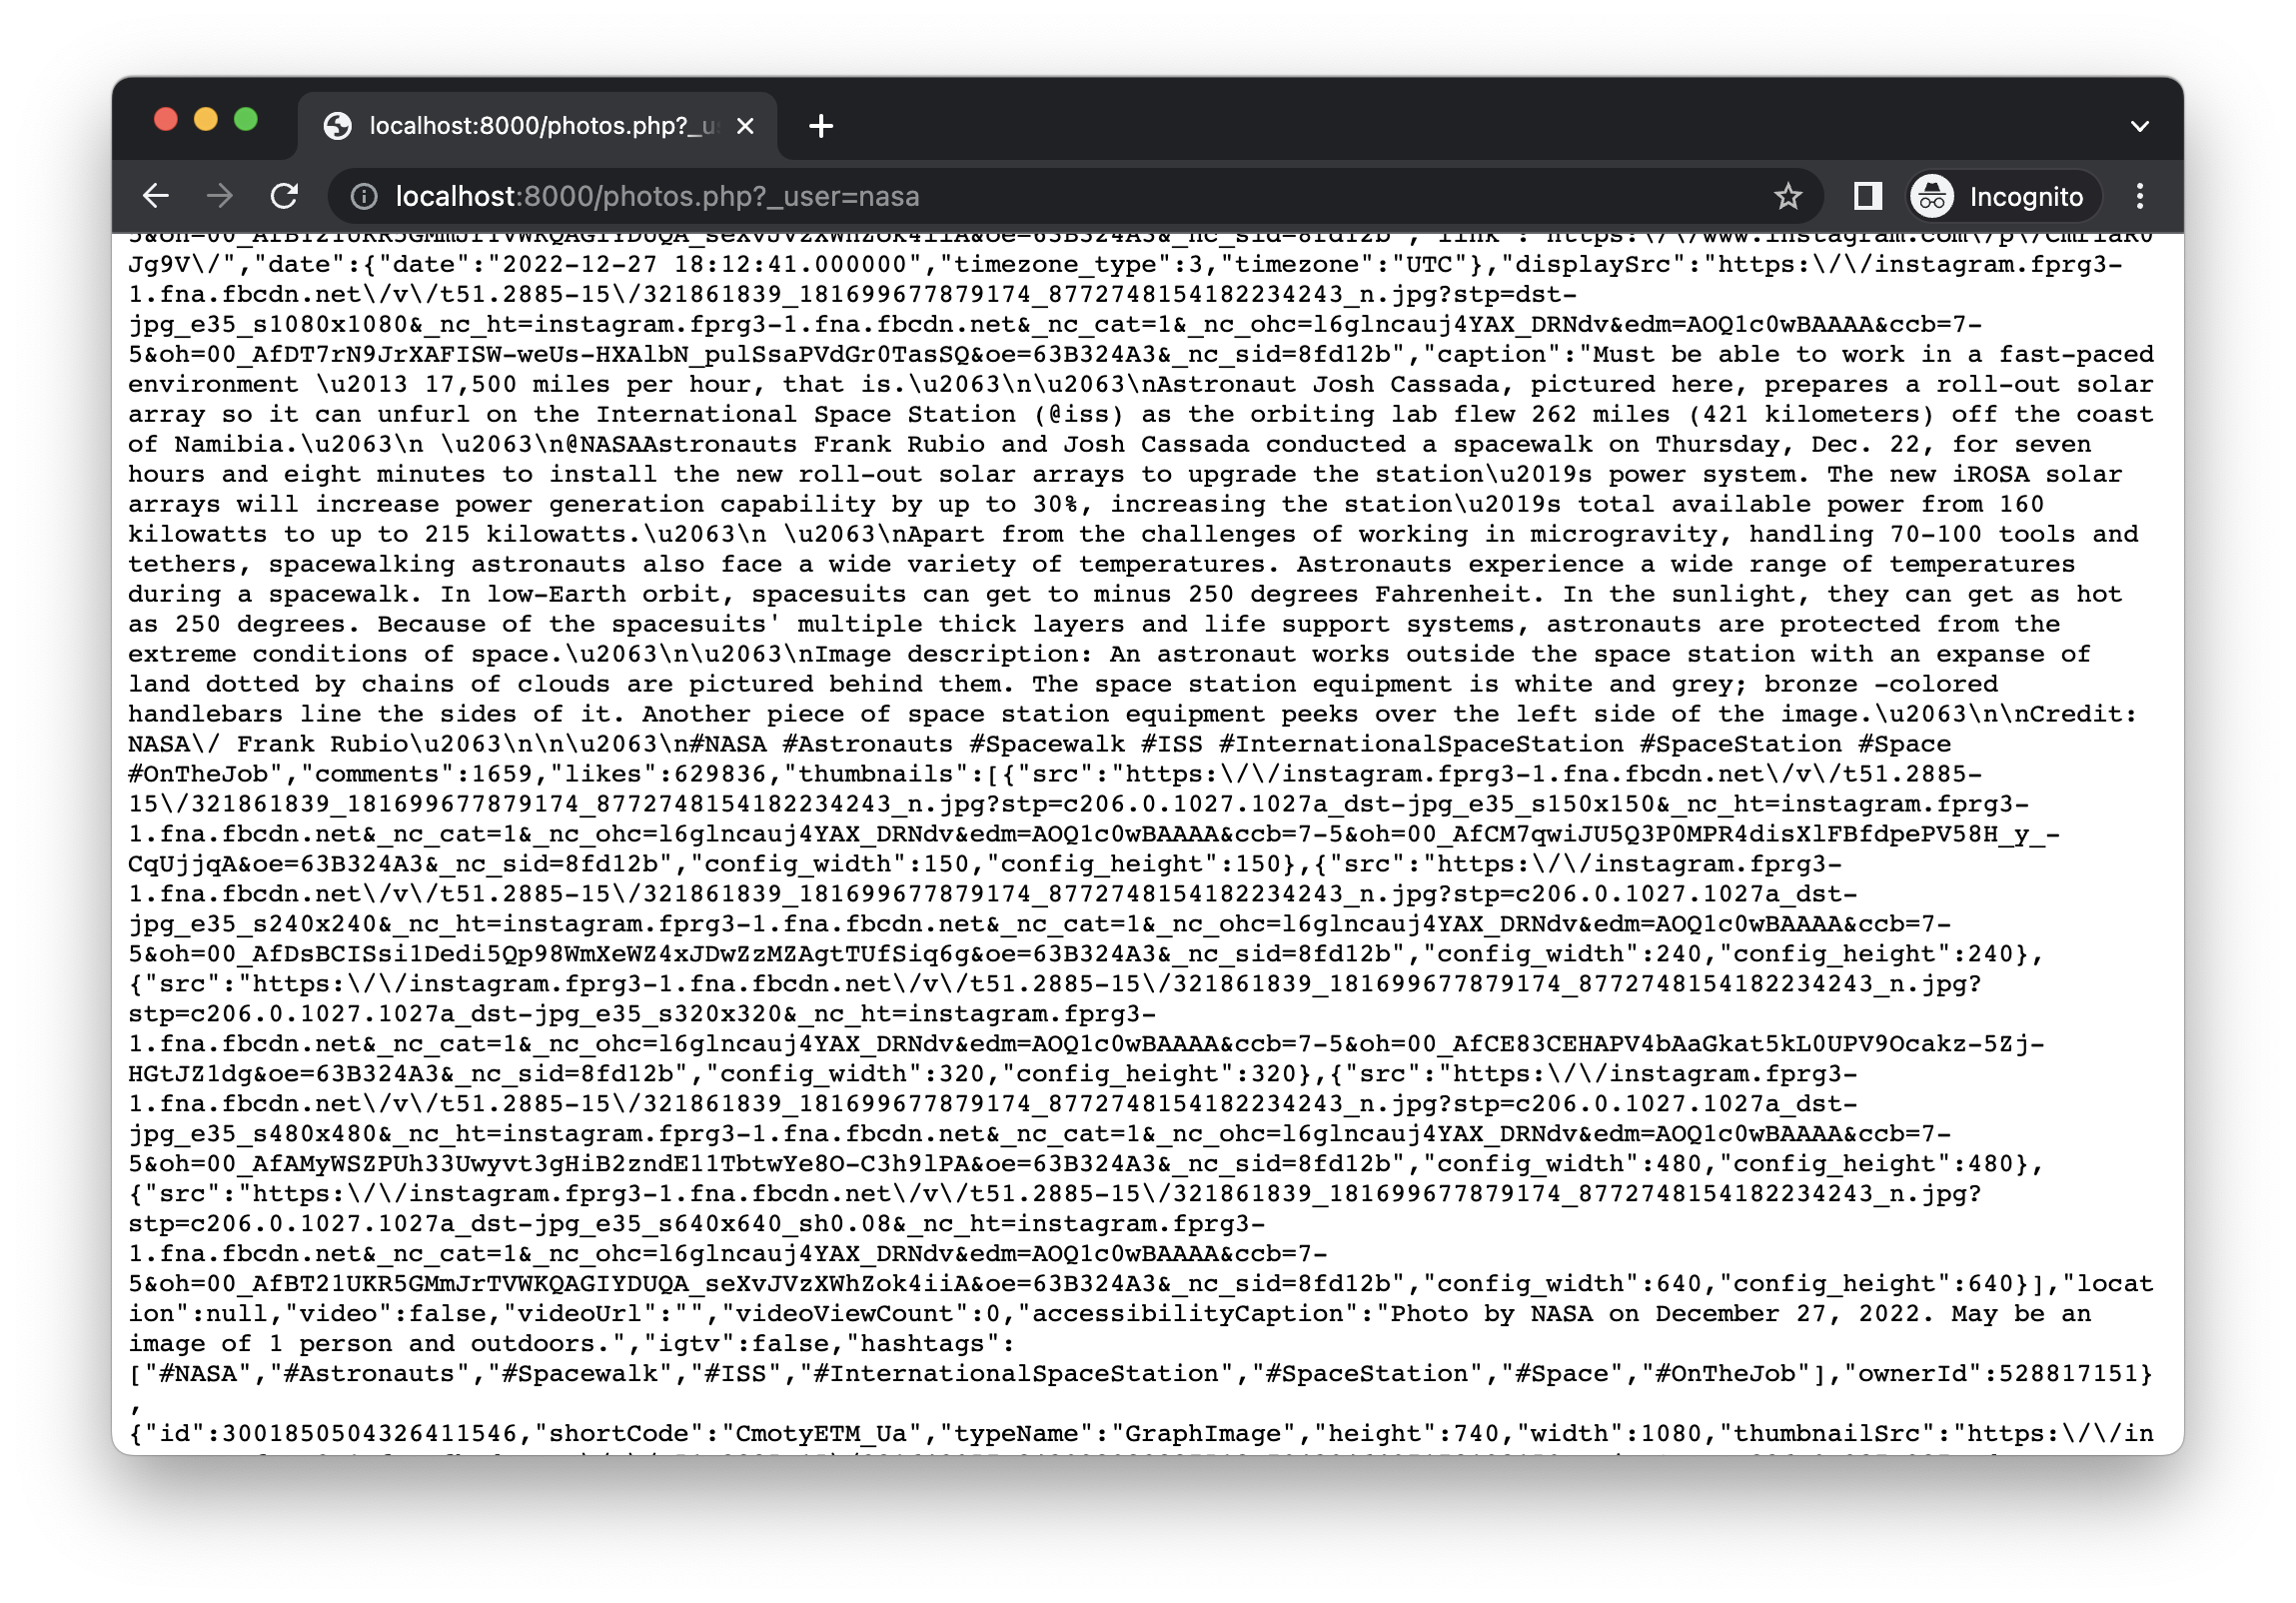 localhost:8000/photos.php?_u
localhost:8000/photos.php?_user=nasa
Incognito
5&oh=00_AfBT21UKR5GMmJrTVWKQAGIYDUQA_seXvJVzXWhZok4iiA&oe=63B324A3&_nc_sid=8fd12b","link":"https:\/\/www.instagram.com\/p\/CmrIaR0
Jg9V\/","date":{"date":"2022-12-27 18:12:41.000000","timezone_type":3,"timezone":"UTC"},"displaySrc":"https:\/\/instagram.fprg3-
1.fna.fbcdn.net\/v\/t51.2885-15\/321861839_181699677879174_8772748154182234243_n.jpg?stp=dst-
jpg_e35_s1080x1080&_nc_ht=instagram.fprg3-1.fna.fbcdn.net&_nc_cat=1&_nc_ohc=l6glncauj4YAX_DRNdv&edm=AOQ1c0wBAAAA&ccb=7-
5&oh=00_AfDT7rN9JrXAFISW-weUs-HXAlbN_pulSsaPVdGr0TasSQ&oe=63B324A3&_nc_sid=8fd12b","caption":"Must be able to work in a fast-paced
environment \u2013 17,500 miles per hour, that is.\u2063\n\u2063\nAstronaut Josh Cassada, pictured here, prepares a roll-out solar
array so it can unfurl on the International Space Station (@iss) as the orbiting lab flew 262 miles (421 kilometers) off the coast
of Namibia.\u2063\n \u2063\n@NASAAstronauts Frank Rubio and Josh Cassada conducted a spacewalk on Thursday, Dec. 22, for seven
hours and eight minutes to install the new roll-out solar arrays to upgrade the station\u2019s power system. The new iROSA solar
arrays will increase power generation capability by up to 30%, increasing the station\u2019s total available power from 160
kilowatts to up to 215 kilowatts.\u2063\n \u2063\nApart from the challenges of working in microgravity, handling 70-100 tools and
tethers, spacewalking astronauts also face a wide variety of temperatures. Astronauts experience a wide range of temperatures
during a spacewalk. In low-Earth orbit, spacesuits can get to minus 250 degrees Fahrenheit. In the sunlight, they can get as hot
as 250 degrees. Because of the spacesuits' multiple thick layers and life support systems, astronauts are protected from the
extreme conditions of space.\u2063\n\u2063\nImage description: An astronaut works outside the space station with an expanse of
land dotted by chains of clouds are pictured behind them. The space station equipment is white and grey; bronze -colored
handlebars line the sides of it. Another piece of space station equipment peeks over the left side of the image.\u2063\n\nCredit:
NASA\/ Frank Rubio\u2063\n\n\u2063\n#NASA #Astronauts #Spacewalk #ISS #InternationalSpaceStation #SpaceStation #Space
#OnTheJob","comments":1659,"likes":629836,"thumbnails":[{"src":"https:\/\/instagram.fprg3-1.fna.fbcdn.net\/v\/t51.2885-
15\/321861839_181699677879174_8772748154182234243_n.jpg?stp=c206.0.1027.1027a_dst-jpg_e35_s150x150&_nc_ht=instagram.fprg3-
1.fna.fbcdn.net&_nc_cat=1&_nc_ohc=l6glncauj4YAX_DRNdv&edm=AOQ1c0wBAAAA&ccb=7-5&oh=00_AfCM7qwiJU5Q3P0MPR4disXlFBfdpePV58H_y_-
CqUjjqA&oe=63B324A3&_nc_sid=8fd12b","config_width":150,"config_height":150},{"src":"https:\/\/instagram.fprg3-
1.fna.fbcdn.net\/v\/t51.2885-15\/321861839_181699677879174_8772748154182234243_n.jpg?stp=c206.0.1027.1027a_dst-
jpg_e35_s240x240&_nc_ht=instagram.fprg3-1.fna.fbcdn.net&_nc_cat=1&_nc_ohc=l6glncauj4YAX_DRNdv&edm=AOQ1c0wBAAAA&ccb=7-
5&oh=00_AfDsBCISsi1Dedi5Qp98WmXeWZ4xJDwZzMZAgtTUfSiq6g&oe=63B324A3&_nc_sid=8fd12b","config_width":240,"config_height":240},
{"src":"https:\/\/instagram.fprg3-1.fna.fbcdn.net\/v\/t51.2885-15\/321861839_181699677879174_8772748154182234243_n.jpg?
stp=c206.0.1027.1027a_dst-jpg_e35_s320x320&_nc_ht=instagram.fprg3-
1.fna.fbcdn.net&_nc_cat=1&_nc_ohc=l6glncauj4YAX_DRNdv&edm=AOQ1c0wBAAAA&ccb=7-5&oh=00_AfCE83CEHAPV4bAaGkat5kL0UPV9Ocakz-5Zj-
HGtJZ1dg&oe=63B324A3&_nc_sid=8fd12b","config_width":320,"config_height":320},{"src":"https:\/\/instagram.fprg3-
1.fna.fbcdn.net\/v\/t51.2885-15\/321861839_181699677879174_8772748154182234243_n.jpg?stp=c206.0.1027.1027a_dst-
jpg_e35_s480x480&_nc_ht=instagram.fprg3-1.fna.fbcdn.net&_nc_cat=1&_nc_ohc=l6glncauj4YAX_DRNdv&edm=AOQ1c0wBAAAA&ccb=7-
5&oh=00_AfAMyWSZPUh33Uwyvt3gHiB2zndE11TbtwYe8O-C3h9lPA&oe=63B324A3&_nc_sid=8fd12b","config_width":480,"config_height":480},
{"src":"https:\/\/instagram.fprg3-1.fna.fbcdn.net\/v\/t51.2885-15\/321861839_181699677879174_8772748154182234243_n.jpg?
stp=c206.0.1027.1027a_dst-jpg_e35_s640x640_sh0.08&_nc_ht=instagram.fprg3-
1.fna.fbcdn.net&_nc_cat=1&_nc_ohc=l6glncauj4YAX_DRNdv&edm=AOQ1c0wBAAAA&ccb=7-
5&oh=00_AfBT21UKR5GMmJrTVWKQAGIYDUQA_seXvJVzXWhZok4iiA&oe=63B324A3&_nc_sid=8fd12b","config_width":640,"config_height":640}],"locat
ion":null,"video":false,"videoUrl":"","videoViewCount":0,"accessibilityCaption":"Photo by NASA on December 27, 2022. May be an
image of 1 person and outdoors.","igtv":false,"hashtags":
["#NASA","#Astronauts","#Spacewalk","#ISS","#InternationalSpaceStation","#SpaceStation","#Space","#OnTheJob"],"ownerId":528817151}
,
{"id":3001850504326411546,"shortCode":"CmotyETM_Ua","typeName":"GraphImage","height":740,"width":1080,"thumbnailSrc":"https:\/\/in